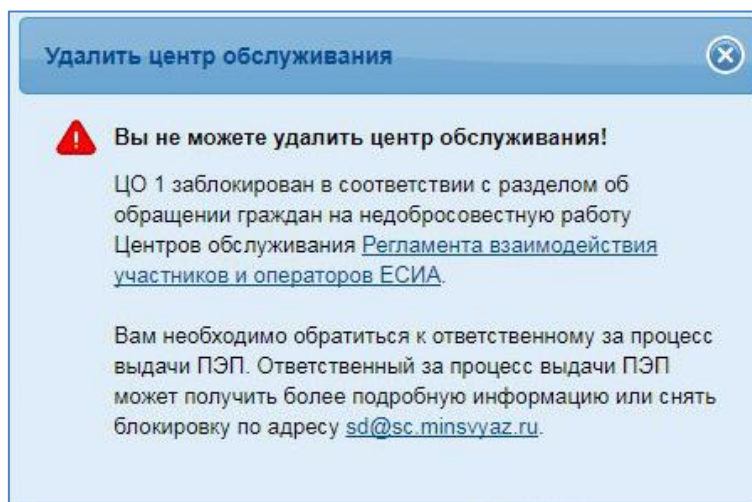 Удалить центр обслуживания
Вы не можете удалить центр обслуживания!
ЦО 1 заблокирован в соответствии с разделом об
обращении граждан на недобросовестную работу
Центров обслуживания Регламента взаимодействия
участников и операторов ЕСИА.
Вам необходимо обратиться к ответственному за процесс
выдачи ПЭП. Ответственный за процесс выдачи ПЭП
может получить более подробную информацию или снять
блокировку по адресу sd@sc.minsvyaz.ru.